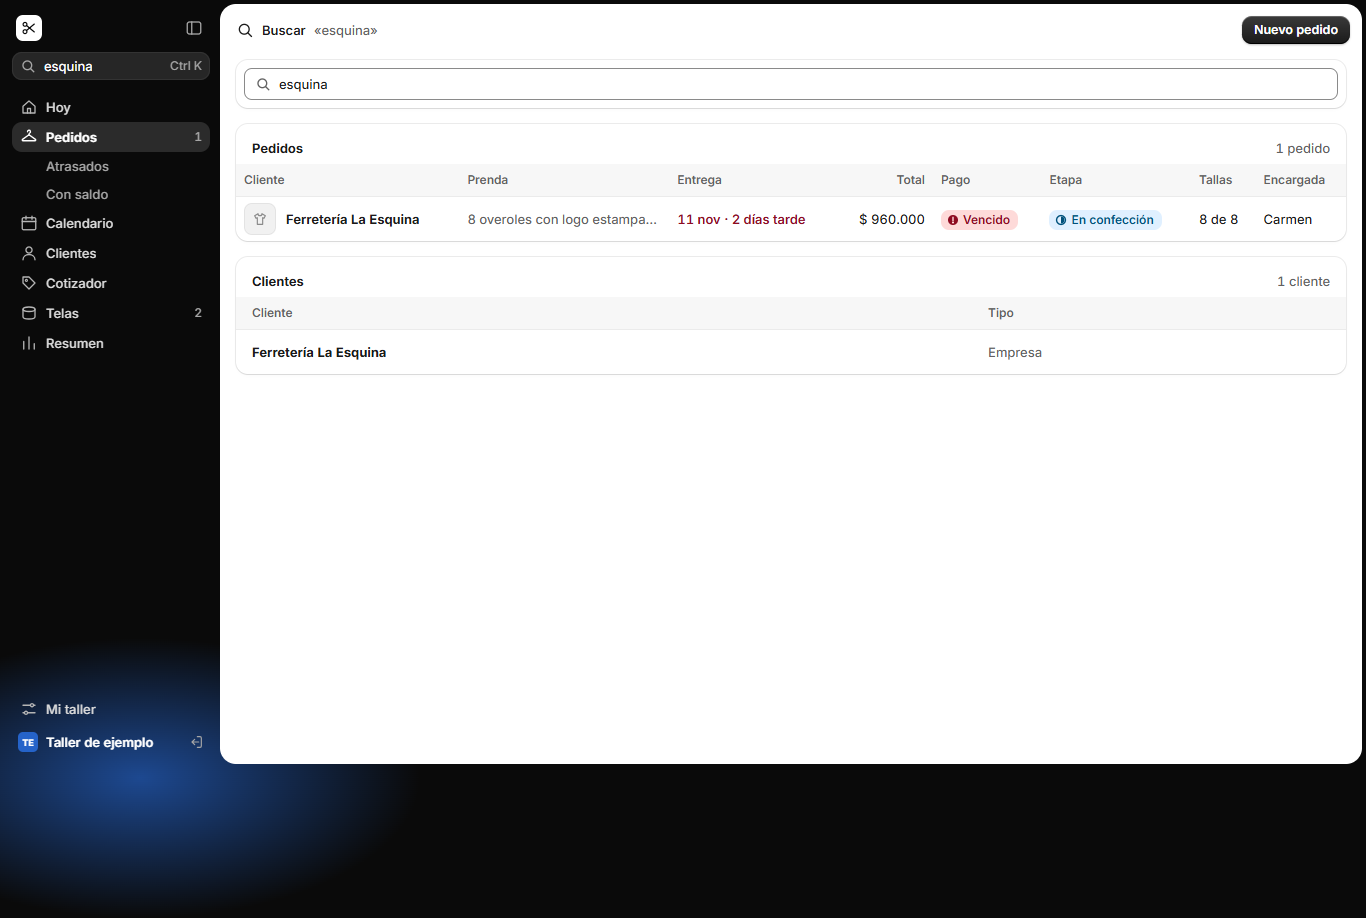 esquina Ctrl K
Hoy
Pedidos 1
Atrasados
Con saldo
Calendario
Clientes
Cotizador
Telas 2
Resumen
Mi taller
TE Taller de ejemplo
Buscar «esquina»
Nuevo pedido
esquina
Pedidos 1 pedido
Cliente Prenda Entrega Total Pago Etapa Tallas Encargada
Ferretería La Esquina 8 overoles con logo estampa... 11 nov · 2 días tarde $ 960.000 Vencido En confección 8 de 8 Carmen
Clientes 1 cliente
Cliente Tipo
Ferretería La Esquina Empresa